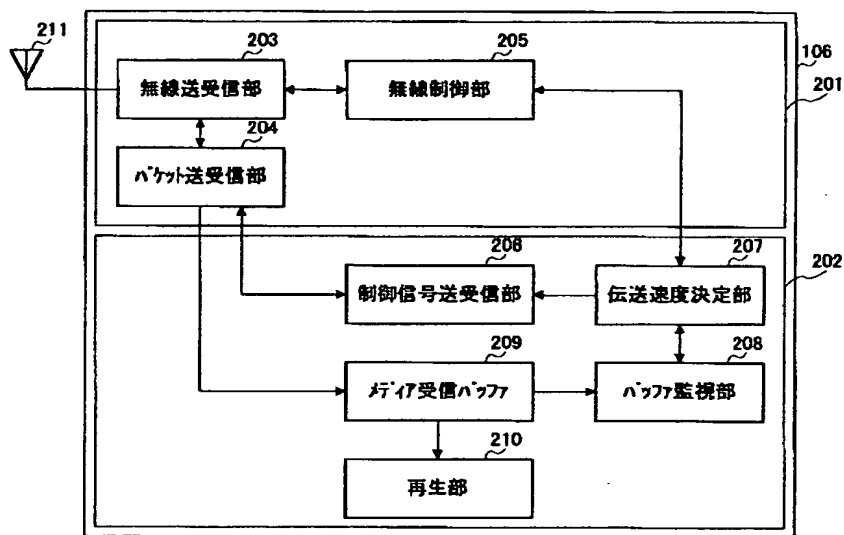 211
203
205
106
201
無線送受信部
無線制御部
204
パケット送受信部
206
207
202
制御信号送受信部
伝送速度決定部
209
208
メディア受信バッファ
バッファ監視部
210
再生部